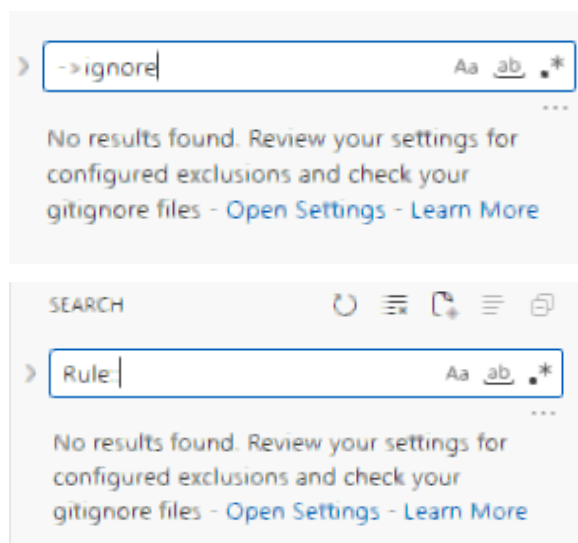 ->ignore
Aa ab .*
...
No results found. Review your settings for
configured exclusions and check your
gitignore files - Open Settings - Learn More
SEARCH
Rule::
Aa ab .*
...
No results found. Review your settings for
configured exclusions and check your
gitignore files - Open Settings - Learn More